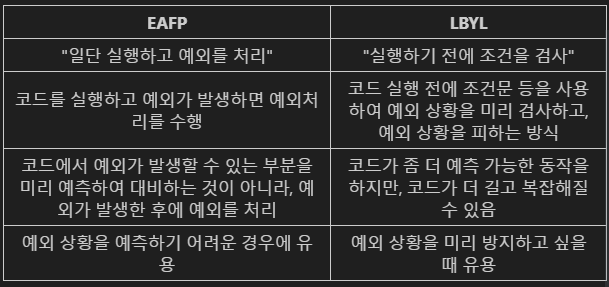 EAFP
LBYL
"일단 실행하고 예외를 처리"
"실행하기 전에 조건을 검사"
코드를 실행하고 예외가 발생하면 예외처
리를 수행
코드 실행 전에 조건문 등을 사용
하여 예외 상황을 미리 검사하고,
예외 상황을 피하는 방식
코드에서 예외가 발생할 수 있는 부분을
미리 예측하여 대비하는 것이 아니라, 예
외가 발생한 후에 예외를 처리
코드가 좀 더 예측 가능한 동작을
하지만, 코드가 더 길고 복잡해질
수 있음
예외 상황을 예측하기 어려운 경우에 유
용
예외 상황을 미리 방지하고 싶을
때 유용